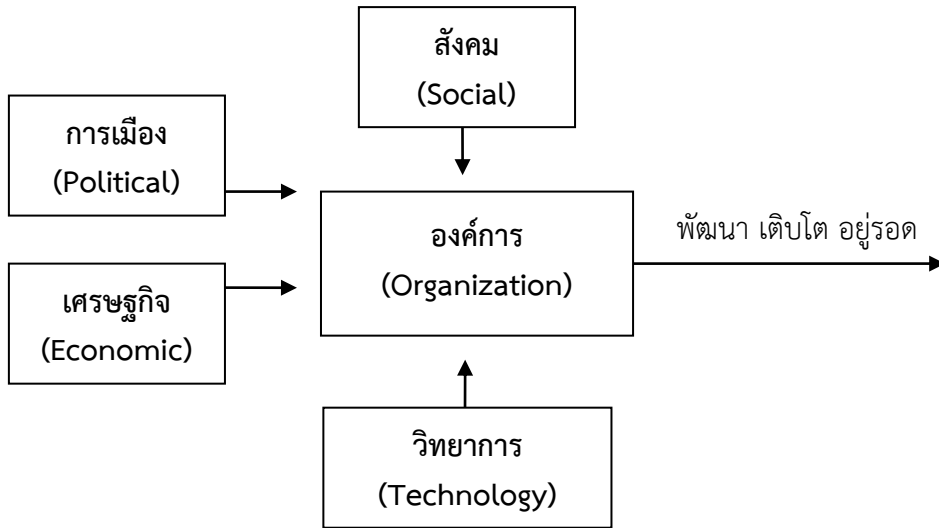 สังคม
(Social)
การเมือง
(Political)
องค์การ
(Organization)
พัฒนา เติบโต อยู่รอด
เศรษฐกิจ
(Economic)
วิทยาการ
(Technology)